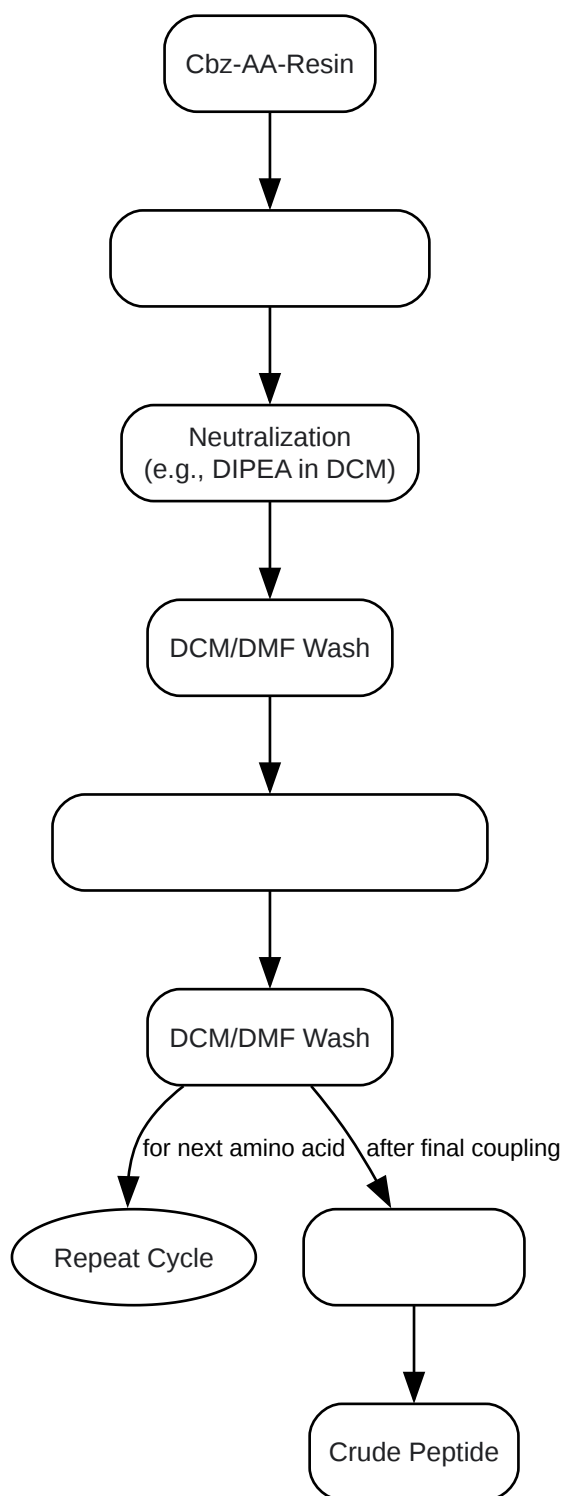 Cbz-AA-Resin
Neutralization
(e.g., DIPEA in DCM)
DCM/DMF Wash
DCM/DMF Wash
for next amino acid
after final coupling
Repeat Cycle
Crude Peptide